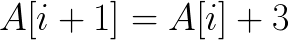 A[i + 1] = A[i] + 3